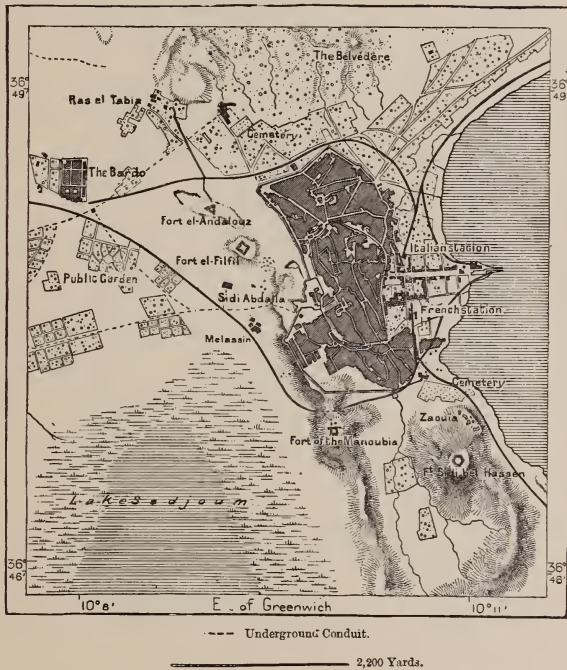 The Belvedère
36°
49'
36°
49'
Ras el Tabia
Cemetery
The Bardo
Fort el-Andalouz
Italian station
Fort el-Filfil
Public Garden
Sidi Abdalla
French station
Melassin
Cemetery
Zaouia
Fort of the Manoubia
Ft Sidi bel Hassen
Lake Sedjoum
36°
46'
36°
46'
10°8'
E. of Greenwich
10°11'
---- Underground Conduit.
2,200 Yards.